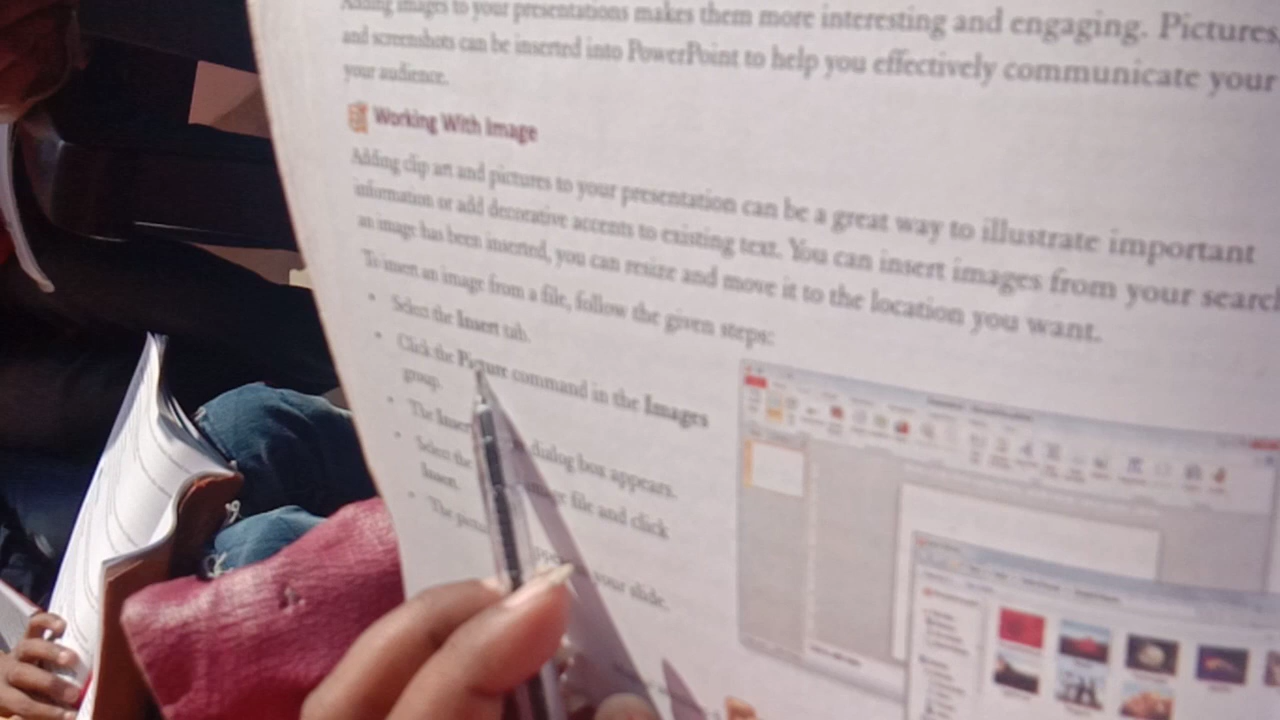 Adding images to your presentations makes them more interesting and engaging. Pictures
and screenshots can be inserted into PowerPoint to help you effectively communicate your
your audience.
Working With Image
Adding clip art and pictures to your presentation can be a great way to illustrate important
information or add decorative accents to existing text. You can insert images from your
an image has been inserted, you can resize and move it to the location you want.
To insert an image from a file, follow the given steps:
• Select the Insert tab.
• Click the Picture command in the Images
group.
• The Insert dialog box appears.
• Select the file and click
Insert.
• The your slide.